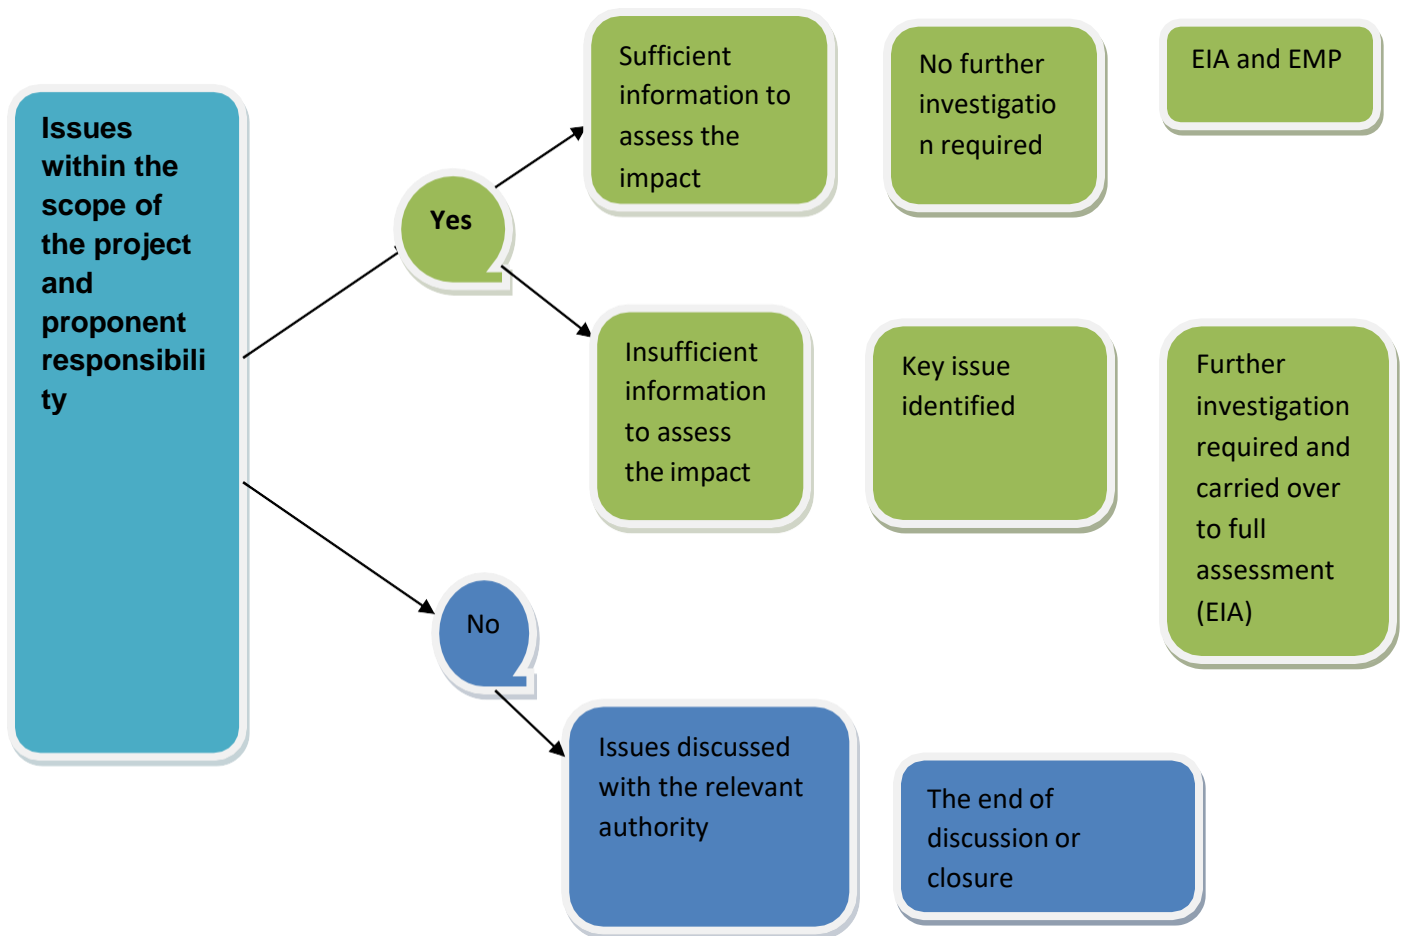 Issues
within the
scope of
the project
and
proponent
responsibili
ty
Yes
Sufficient
information to
assess the
impact
No further
investigatio
n required
EIA and EMP
Insufficient
information
to assess
the impact
Key issue
identified
Further
investigation
required and
carried over
to full
assessment
(EIA)
No
Issues discussed
with the relevant
authority
The end of
discussion or
closure